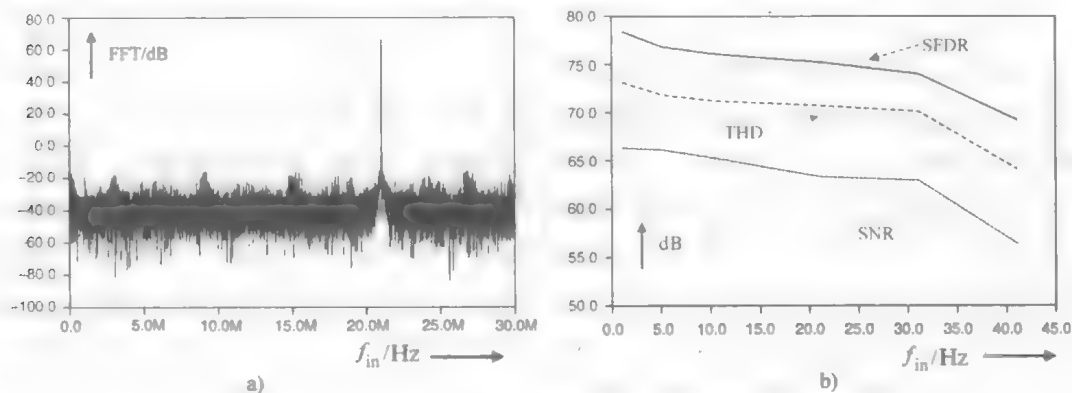 80 0
60 0
40 0
20 0
0 0
-20 0
-40 0
-60 0
-80 0
-100 0
FFT/dB
0.0
5.0M
10.0M
15.0M
20.0M
25.0M
30.0M
f_in/Hz
a)
80.0
75.0
70.0
65.0
60.0
55.0
50.0
SFDR
THD
SNR
dB
0.0
5.0
10.0
15.0
20.0
25.0
30.0
35.0
40.0
45.0
f_in/Hz
b)